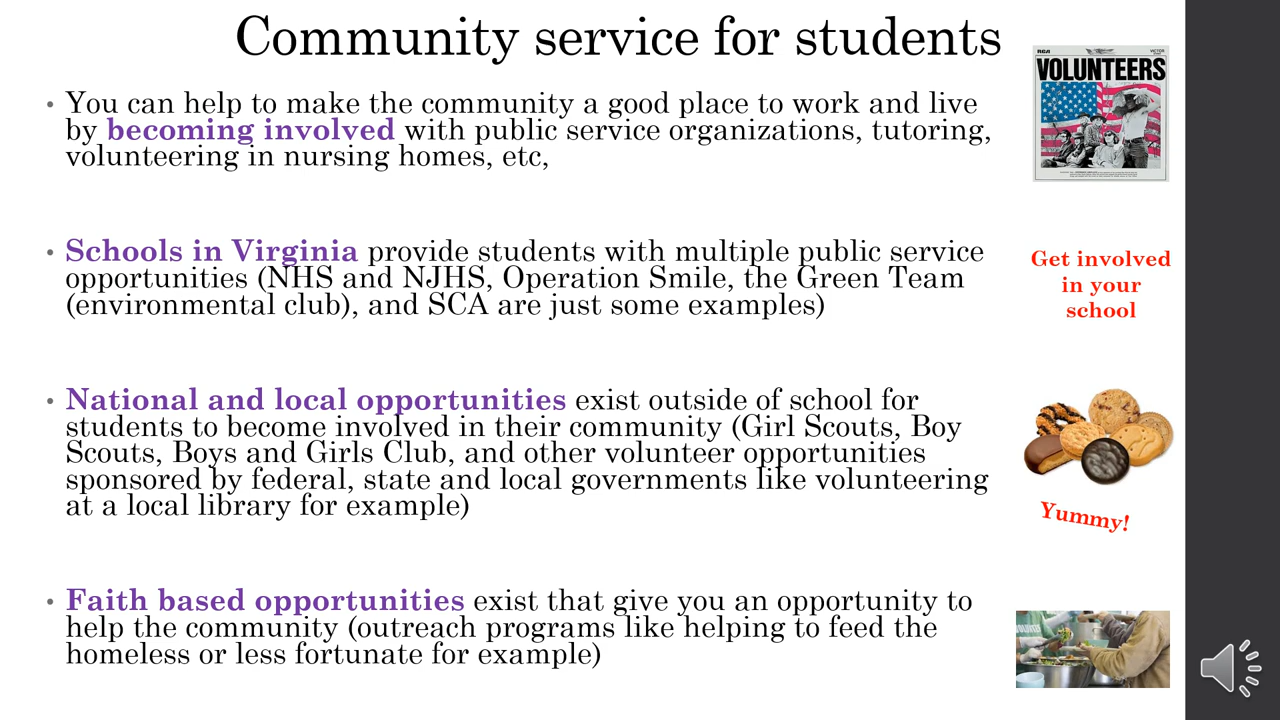 Community service for students
• You can help to make the community a good place to work and live
by becoming involved with public service organizations, tutoring,
volunteering in nursing homes, etc,
• Schools in Virginia provide students with multiple public service
opportunities (NHS and NJHS, Operation Smile, the Green Team
(environmental club), and SCA are just some examples)
• National and local opportunities exist outside of school for
students to become involved in their community (Girl Scouts, Boy
Scouts, Boys and Girls Club, and other volunteer opportunities
sponsored by federal, state and local governments like volunteering
at a local library for example)
• Faith based opportunities exist that give you an opportunity to
help the community (outreach programs like helping to feed the
homeless or less fortunate for example)
RCA
VICTOR
VOLUNTEERS
Get involved
in your
school
Yummy!